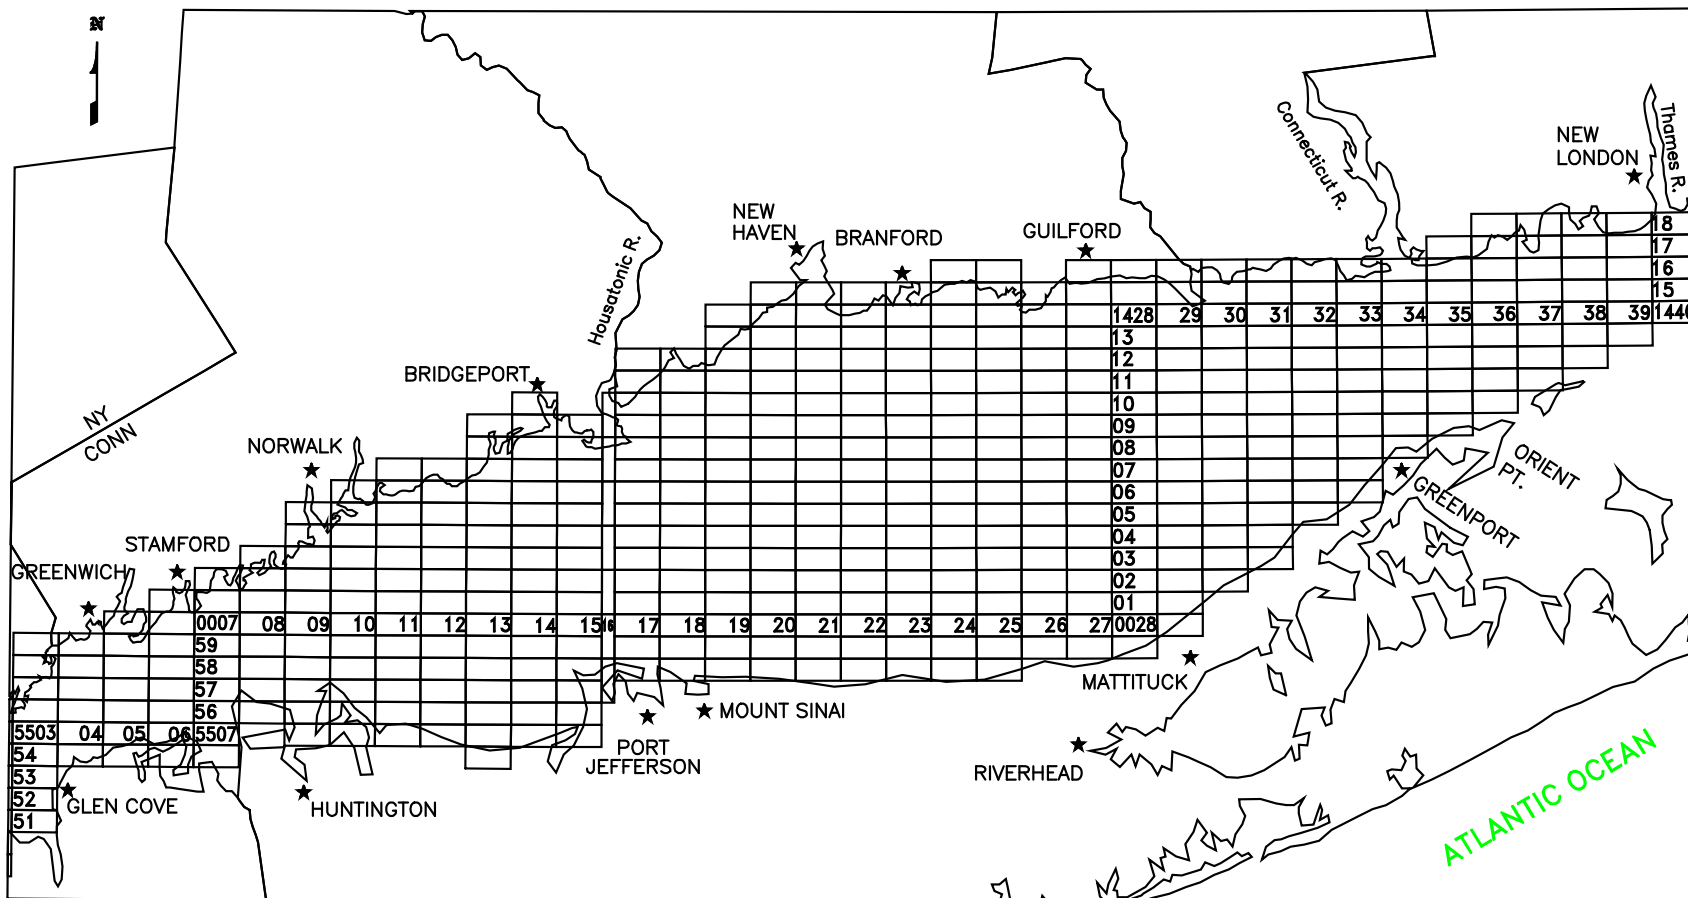 N
Connecticut R.
Thames R.
NEW
LONDON
NEW
HAVEN
BRANFORD
GUILFORD
Housatonic R.
18
17
16
15
1428 29 30 31 32 33 34 35 36 37 38 39 1440
13
12
11
10
09
08
07
06
05
04
03
02
01
BRIDGEPORT
NY
CONN
NORWALK
STAMFORD
GREENWICH
ORIENT
PT.
GREENPORT
0007 08 09 10 11 12 13 14 15 16 17 18 19 20 21 22 23 24 25 26 27 0028
59
58
57
56
5503 04 05 06 5507
54
53
52
51
MATTITUCK
MOUNT SINAI
PORT
JEFFERSON
RIVERHEAD
GLEN COVE
HUNTINGTON
ATLANTIC OCEAN